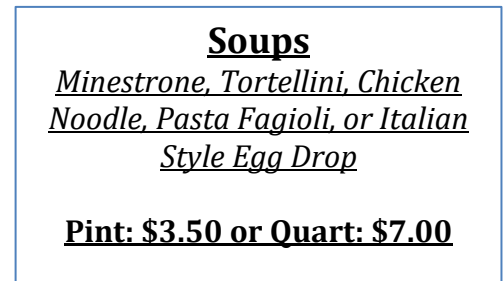 Soups
Minestrone, Tortellini, Chicken
Noodle, Pasta Fagioli, or Italian
Style Egg Drop
Pint: $3.50 or Quart: $7.00